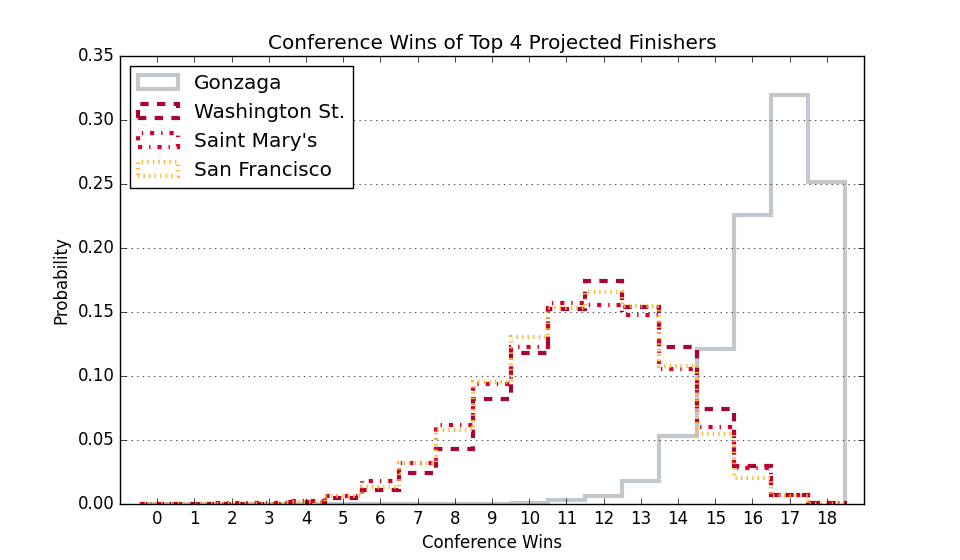 Conference Wins of Top 4 Projected Finishers
Gonzaga
Washington St.
Saint Mary's
San Francisco
Probability
0.35
0.30
0.25
0.20
0.15
0.10
0.05
0.00
0 1 2 3 4 5 6 7 8 9 10 11 12 13 14 15 16 17 18
Conference Wins